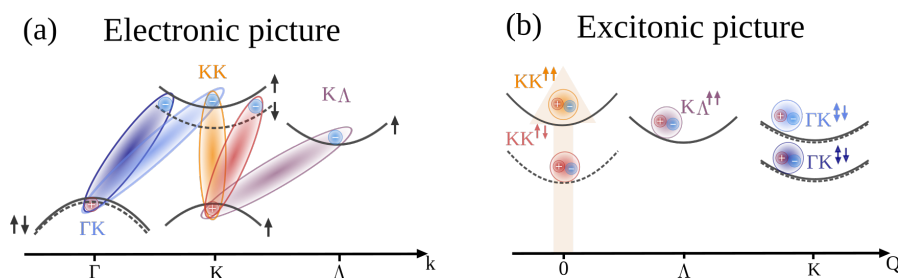 (a) Electronic picture
KK
KΛ
↑
↓
↑
↑↓
ΓK
↑
Γ
K
Λ
k
(b) Excitonic picture
KK↑↑
KΛ↑↑
ΓK↕↓
KK↑↓
ΓK↕↓
0
Λ
K
Q